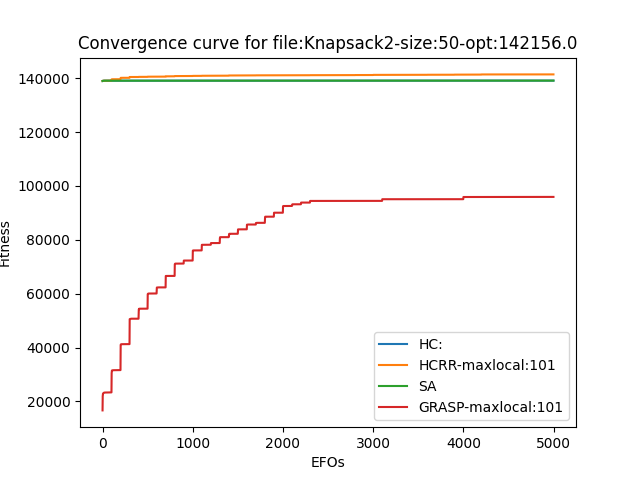 Convergence curve for file:Knapsack2-size:50-opt:142156.0
140000
120000
100000
80000
60000
40000
20000
0
1000
2000
3000
4000
5000
EFOs
HC:
HCRR-maxlocal:101
SA
GRASP-maxlocal:101